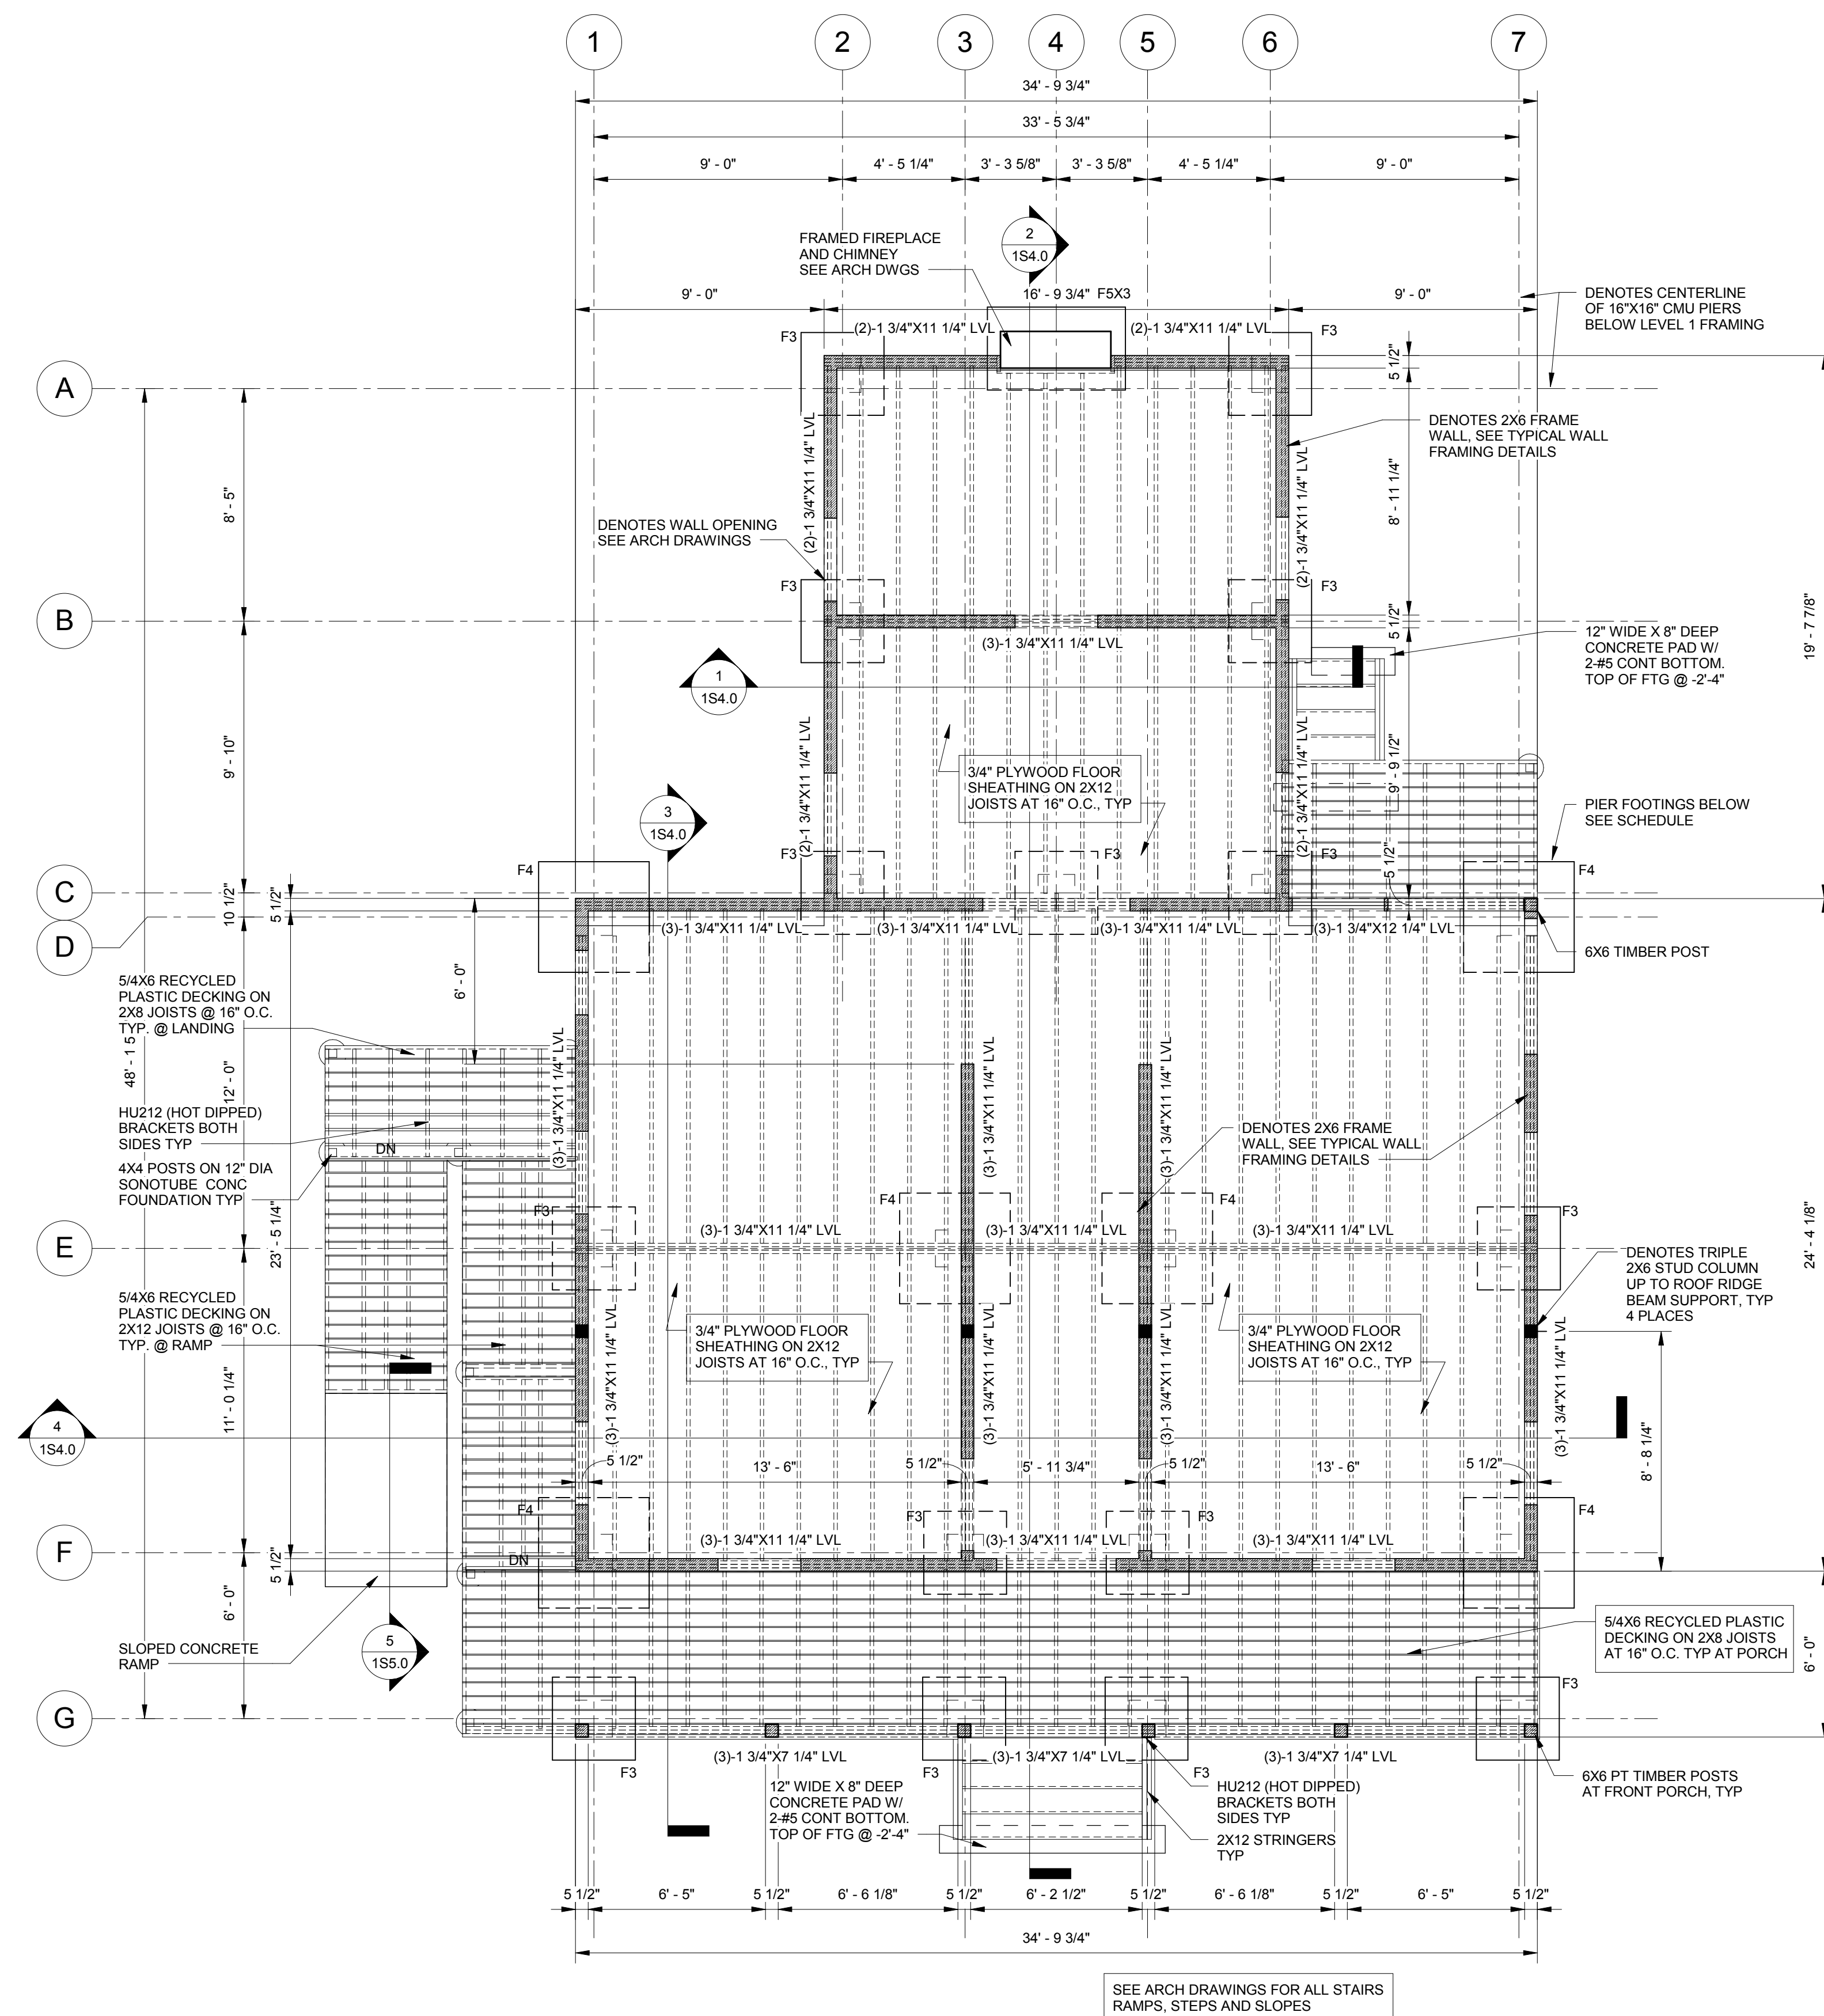 1
2
3
4
5
6
7
34' - 9 3/4"
33' - 5 3/4"
9' - 0"
4' - 5 1/4"
3' - 3 5/8"
3' - 3 5/8"
4' - 5 1/4"
9' - 0"
FRAMED FIREPLACE
AND CHIMNEY
SEE ARCH DWGS
2
1S4.0
9' - 0"
16' - 9 3/4"
F5X3
9' - 0"
DENOTES CENTERLINE
OF 16"X16" CMU PIERS
BELOW LEVEL 1 FRAMING
F3
(2)-1 3/4"X11 1/4" LVL
(2)-1 3/4"X11 1/4" LVL
F3
5 1/2"
A
DENOTES 2X6 FRAME
WALL, SEE TYPICAL WALL
FRAMING DETAILS
(2)-1 3/4"X11 1/4" LVL
(2)-1 3/4"X11 1/4" LVL
8' - 5"
8' - 11 1/4"
DENOTES WALL OPENING
SEE ARCH DRAWINGS
F3
F3
B
5 1/2"
19' - 7 7/8"
(3)-1 3/4"X11 1/4" LVL
12" WIDE X 8" DEEP
CONCRETE PAD W/
2-#5 CONT BOTTOM.
TOP OF FTG @ -2'-4"
1
1S4.0
9' - 10"
(2)-1 3/4"X11 1/4" LVL
(2)-1 3/4"X11 1/4" LVL
9' - 9 1/2"
3/4" PLYWOOD FLOOR
SHEATHING ON 2X12
JOISTS AT 16" O.C., TYP
3
1S4.0
PIER FOOTINGS BELOW
SEE SCHEDULE
F4
F3
F3
F3
F4
C
10 1/2"
5 1/2"
5 1/2"
D
(3)-1 3/4"X11 1/4" LVL
(3)-1 3/4"X11 1/4" LVL
(3)-1 3/4"X11 1/4" LVL
(3)-1 3/4"X12 1/4" LVL
6X6 TIMBER POST
6' - 0"
5/4X6 RECYCLED
PLASTIC DECKING ON
2X8 JOISTS @ 16" O.C.
TYP. @ LANDING
48' - 1 5
12' - 0"
(3)-1 3/4"X11 1/4" LVL
(3)-1 3/4"X11 1/4" LVL
(3)-1 3/4"X11 1/4" LVL
HU212 (HOT DIPPED)
BRACKETS BOTH
SIDES TYP
DN
DENOTES 2X6 FRAME
WALL, SEE TYPICAL WALL
FRAMING DETAILS
4X4 POSTS ON 12" DIA
SONOTUBE CONC
FOUNDATION TYP
F3
F4
F4
F3
23' - 5 1/4"
(3)-1 3/4"X11 1/4" LVL
(3)-1 3/4"X11 1/4" LVL
(3)-1 3/4"X11 1/4" LVL
E
DENOTES TRIPLE
2X6 STUD COLUMN
UP TO ROOF RIDGE
BEAM SUPPORT, TYP
4 PLACES
24' - 4 1/8"
5/4X6 RECYCLED
PLASTIC DECKING ON
2X12 JOISTS @ 16" O.C.
TYP. @ RAMP
3/4" PLYWOOD FLOOR
SHEATHING ON 2X12
JOISTS AT 16" O.C., TYP
3/4" PLYWOOD FLOOR
SHEATHING ON 2X12
JOISTS AT 16" O.C., TYP
(3)-1 3/4"X11 1/4" LVL
(3)-1 3/4"X11 1/4" LVL
(3)-1 3/4"X11 1/4" LVL
(3)-1 3/4"X11 1/4" LVL
11' - 0 1/4"
8' - 8 1/4"
4
1S4.0
5 1/2"
13' - 6"
5 1/2"
5' - 11 3/4"
5 1/2"
13' - 6"
5 1/2"
F4
F3
F3
F4
(3)-1 3/4"X11 1/4" LVL
(3)-1 3/4"X11 1/4" LVL
(3)-1 3/4"X11 1/4" LVL
F
DN
5 1/2"
6' - 0"
SLOPED CONCRETE
RAMP
5
1S5.0
5/4X6 RECYCLED PLASTIC
DECKING ON 2X8 JOISTS
AT 16" O.C. TYP AT PORCH
6' - 0"
F3
G
(3)-1 3/4"X7 1/4" LVL
(3)-1 3/4"X7 1/4" LVL
(3)-1 3/4"X7 1/4" LVL
F3
F3
F3
12" WIDE X 8" DEEP
CONCRETE PAD W/
2-#5 CONT BOTTOM.
TOP OF FTG @ -2'-4"
HU212 (HOT DIPPED)
BRACKETS BOTH
SIDES TYP
2X12 STRINGERS
TYP
6X6 PT TIMBER POSTS
AT FRONT PORCH, TYP
5 1/2"
6' - 5"
5 1/2"
6' - 6 1/8"
5 1/2"
6' - 2 1/2"
5 1/2"
6' - 6 1/8"
5 1/2"
6' - 5"
5 1/2"
34' - 9 3/4"
SEE ARCH DRAWINGS FOR ALL STAIRS
RAMPS, STEPS AND SLOPES